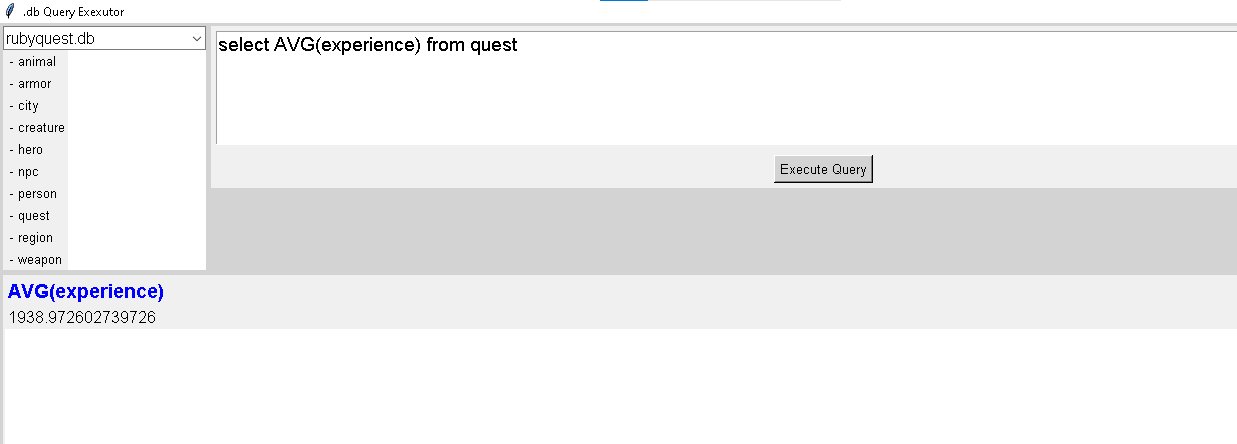 .db Query Exexutor
rubyquest.db
- animal
- armor
- city
- creature
- hero
- npc
- person
- quest
- region
- weapon
select AVG(experience) from quest
Execute Query
AVG(experience)
1938.972602739726